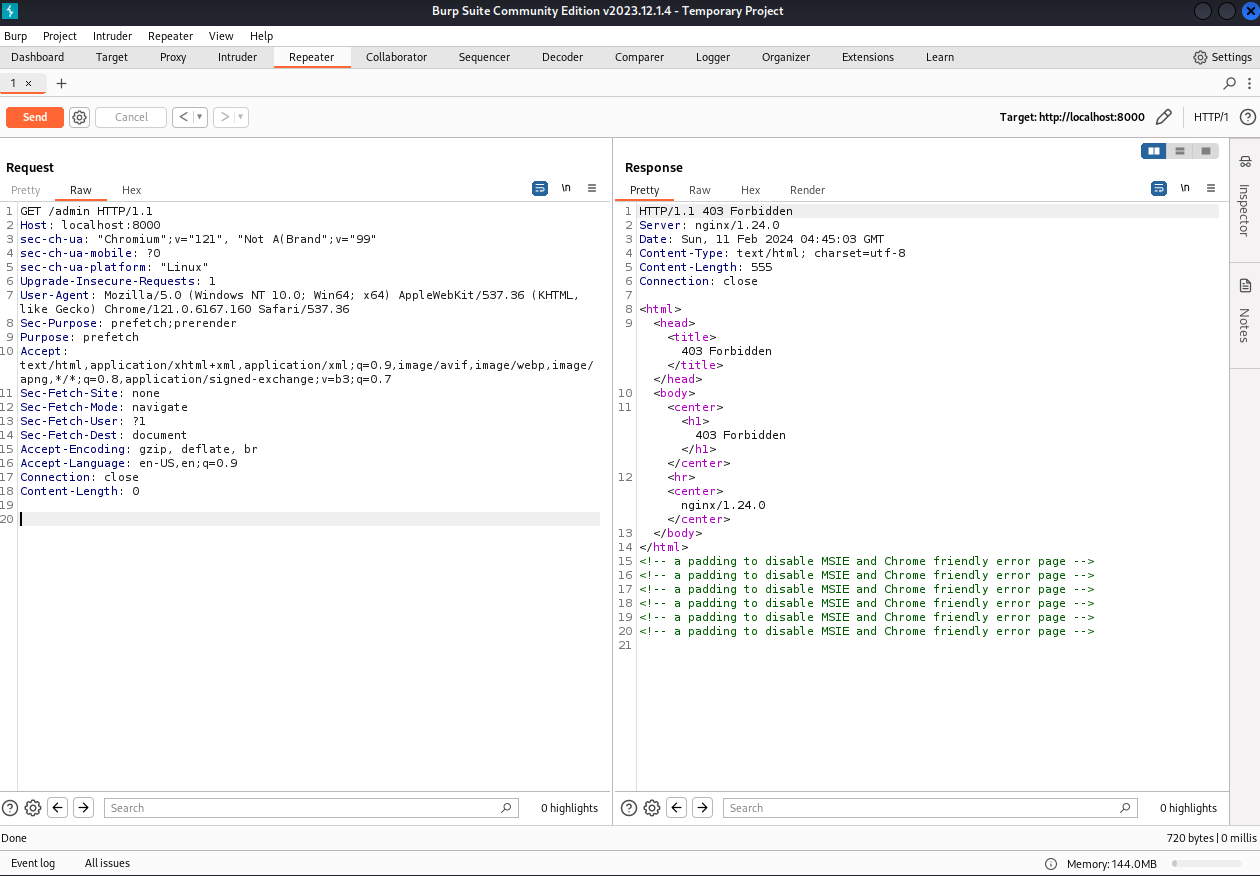 Burp Suite Community Edition v2023.12.1.4 - Temporary Project
Burp Project Intruder Repeater View Help
Dashboard Target Proxy Intruder Repeater Collaborator Sequencer Decoder Comparer Logger Organizer Extensions Learn Settings
1 × +
Send Cancel < > Target: http://localhost:8000 HTTP/1 ?
Request
Pretty Raw Hex \n
1 GET /admin HTTP/1.1
2 Host: localhost:8000
3 sec-ch-ua: "Chromium";v="121", "Not A(Brand";v="99"
4 sec-ch-ua-mobile: ?0
5 sec-ch-ua-platform: "Linux"
6 Upgrade-Insecure-Requests: 1
7 User-Agent: Mozilla/5.0 (Windows NT 10.0; Win64; x64) AppleWebKit/537.36 (KHTML,
like Gecko) Chrome/121.0.6167.160 Safari/537.36
8 Sec-Purpose: prefetch;prerender
9 Purpose: prefetch
10 Accept:
text/html,application/xhtml+xml,application/xml;q=0.9,image/avif,image/webp,image/
apng,*/*;q=0.8,application/signed-exchange;v=b3;q=0.7
11 Sec-Fetch-Site: none
12 Sec-Fetch-Mode: navigate
13 Sec-Fetch-User: ?1
14 Sec-Fetch-Dest: document
15 Accept-Encoding: gzip, deflate, br
16 Accept-Language: en-US,en;q=0.9
17 Connection: close
18 Content-Length: 0
19
20
Response
Pretty Raw Hex Render \n
1 HTTP/1.1 403 Forbidden
2 Server: nginx/1.24.0
3 Date: Sun, 11 Feb 2024 04:45:03 GMT
4 Content-Type: text/html; charset=utf-8
5 Content-Length: 555
6 Connection: close
7
8 <html>
9 <head>
<title>
403 Forbidden
</title>
</head>
10 <body>
11 <center>
<h1>
403 Forbidden
</h1>
</center>
12 <hr>
<center>
nginx/1.24.0
</center>
13 </body>
14 </html>
15 <!-- a padding to disable MSIE and Chrome friendly error page -->
16 <!-- a padding to disable MSIE and Chrome friendly error page -->
17 <!-- a padding to disable MSIE and Chrome friendly error page -->
18 <!-- a padding to disable MSIE and Chrome friendly error page -->
19 <!-- a padding to disable MSIE and Chrome friendly error page -->
20 <!-- a padding to disable MSIE and Chrome friendly error page -->
21
Inspector
Notes
? Search 0 highlights
? Search 0 highlights
Done 720 bytes | 0 millis
Event log All issues Memory: 144.0MB